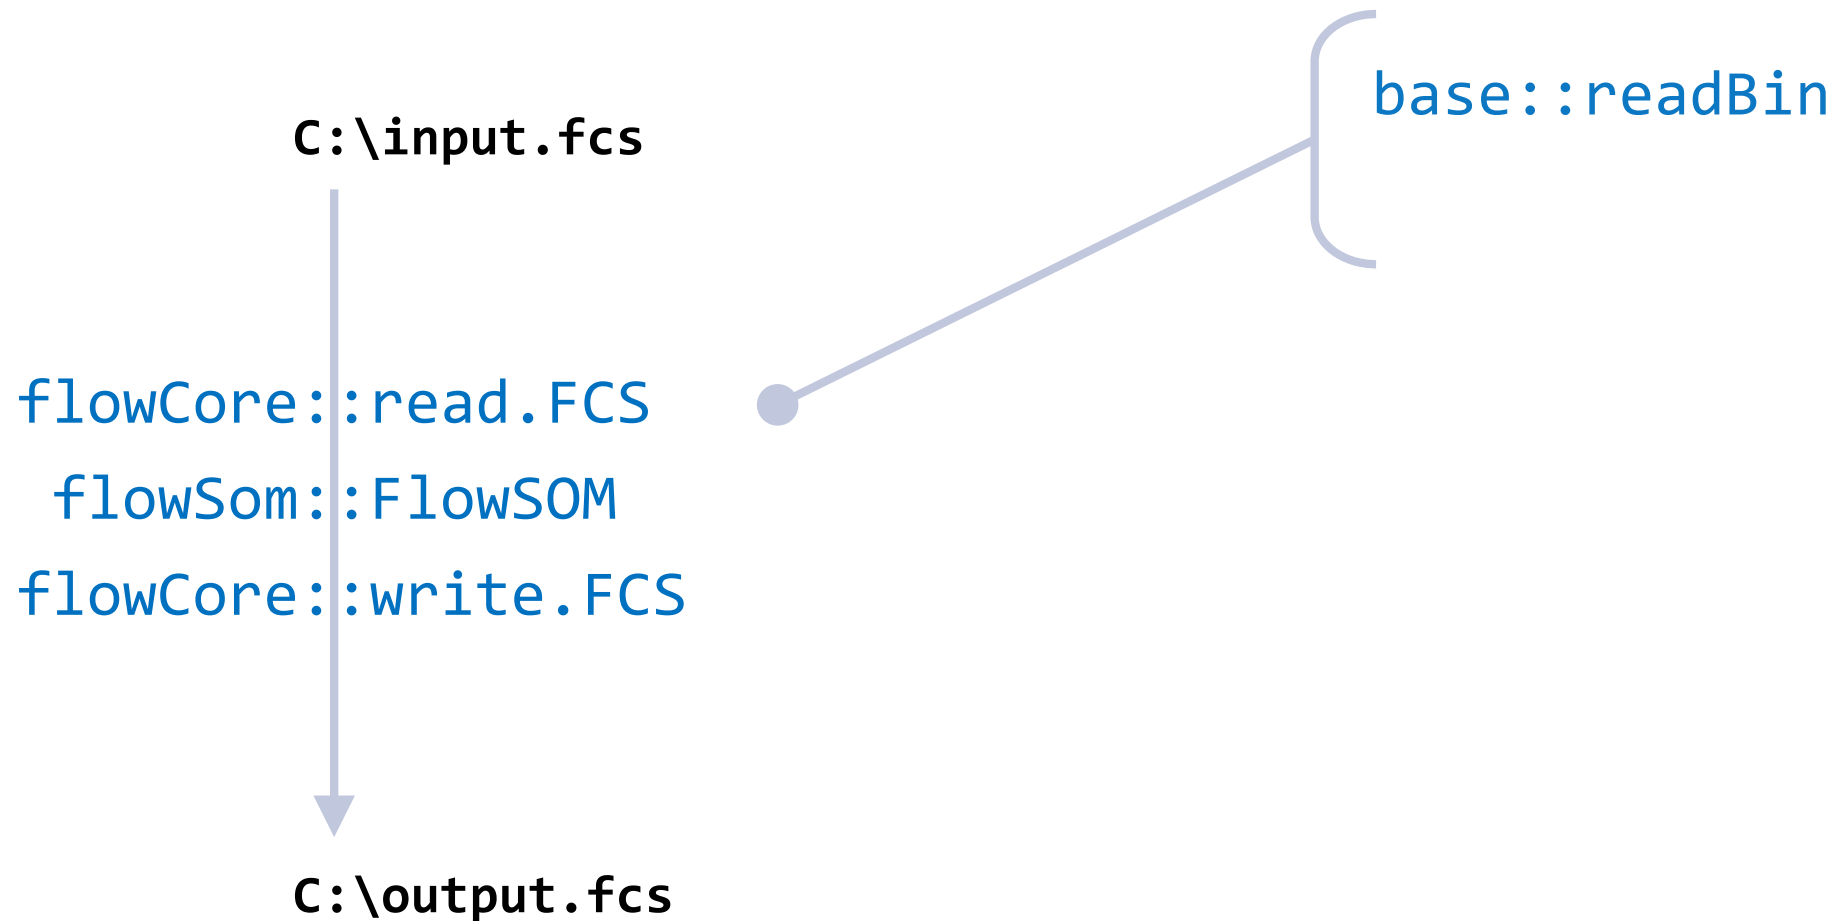 base::readBin
C:\input.fcs
flowCore::read.FCS
flowSom::FlowSOM
flowCore::write.FCS
C:\output.fcs